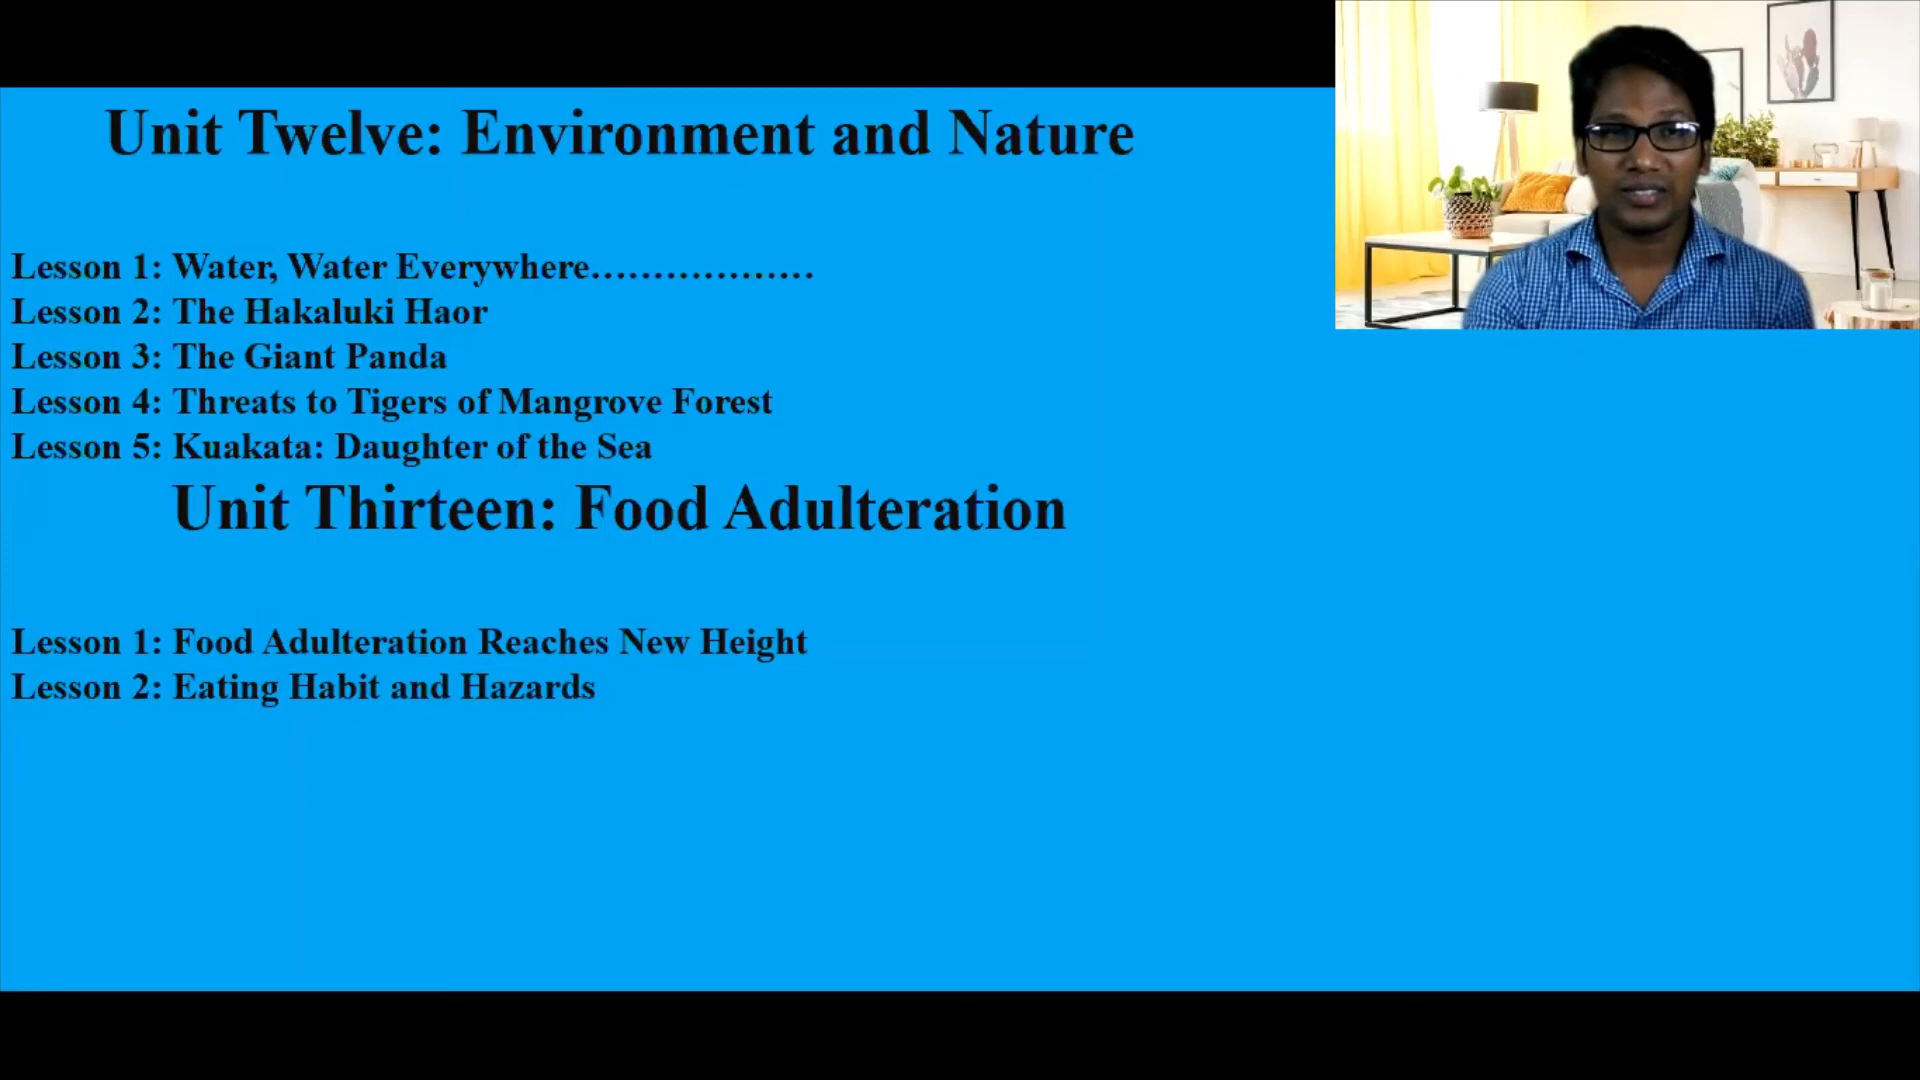 Unit Twelve: Environment and Nature
Lesson 1: Water, Water Everywhere..................
Lesson 2: The Hakaluki Haor
Lesson 3: The Giant Panda
Lesson 4: Threats to Tigers of Mangrove Forest
Lesson 5: Kuakata: Daughter of the Sea
Unit Thirteen: Food Adulteration
Lesson 1: Food Adulteration Reaches New Height
Lesson 2: Eating Habit and Hazards